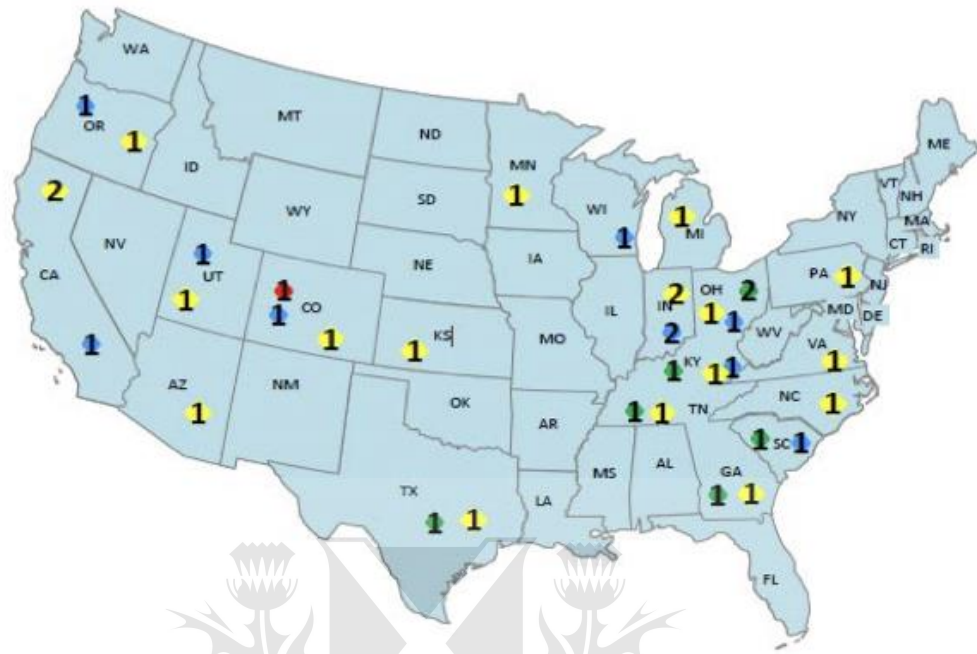 WA
1
OR
1
MT
ND
MN
1
ME
VT
NH
ID
2
SD
WI
1
1
MI
NY
MA
CT
RI
WY
NV
1
UT
1
NE
IA
PA
1
NJ
CA
1
CO
1
1
IL
IN
2
2
OH
1
2
1
MD
DE
WV
KS
1
MO
VA
1
1
KY
1
1
1
AZ
1
NM
OK
AR
TN
1
1
NC
1
1
SC
1
MS
AL
GA
1
1
TX
1
1
LA
FL